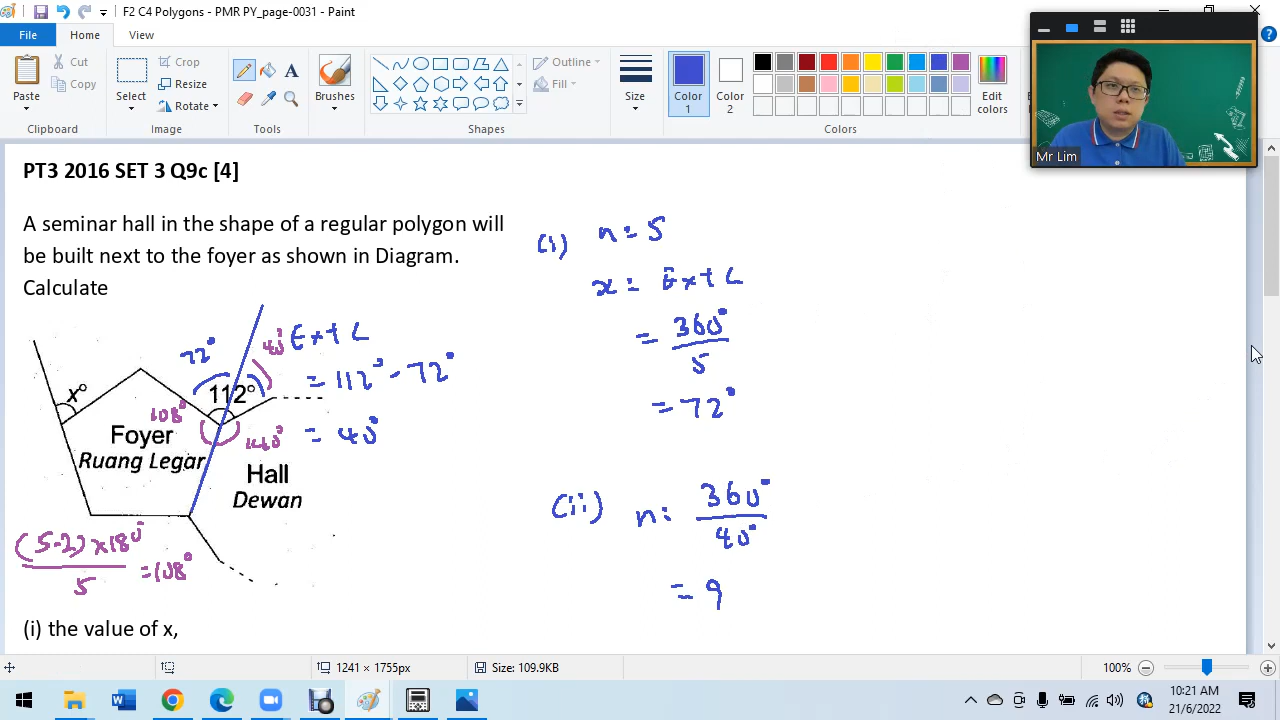 F2 C4 Polygons - PMR PY_page-0031 - Paint
File Home View
Paste Cut Copy Clipboard
Select Crop Resize Rotate Image
Tools
Brushes
Outline Fill Shapes
Size
Color 1 Color 2 Edit colors Colors
Mr Lim
PT3 2016 SET 3 Q9c [4]
A seminar hall in the shape of a regular polygon will
be built next to the foyer as shown in Diagram.
Calculate
72° 40° Ext L
= 112° - 72°
= 40°
x° 112°
108° 140°
Foyer
Ruang Legar
Hall
Dewan
(5-2) × 180°
5
= 108°
(i) the value of x,
(i) n = 5
x = Ext L
= 360°
5
= 72°
(ii) n = 360°
40°
= 9
1241 × 1755px Size: 109.9KB 100%
10:21 AM
21/6/2022